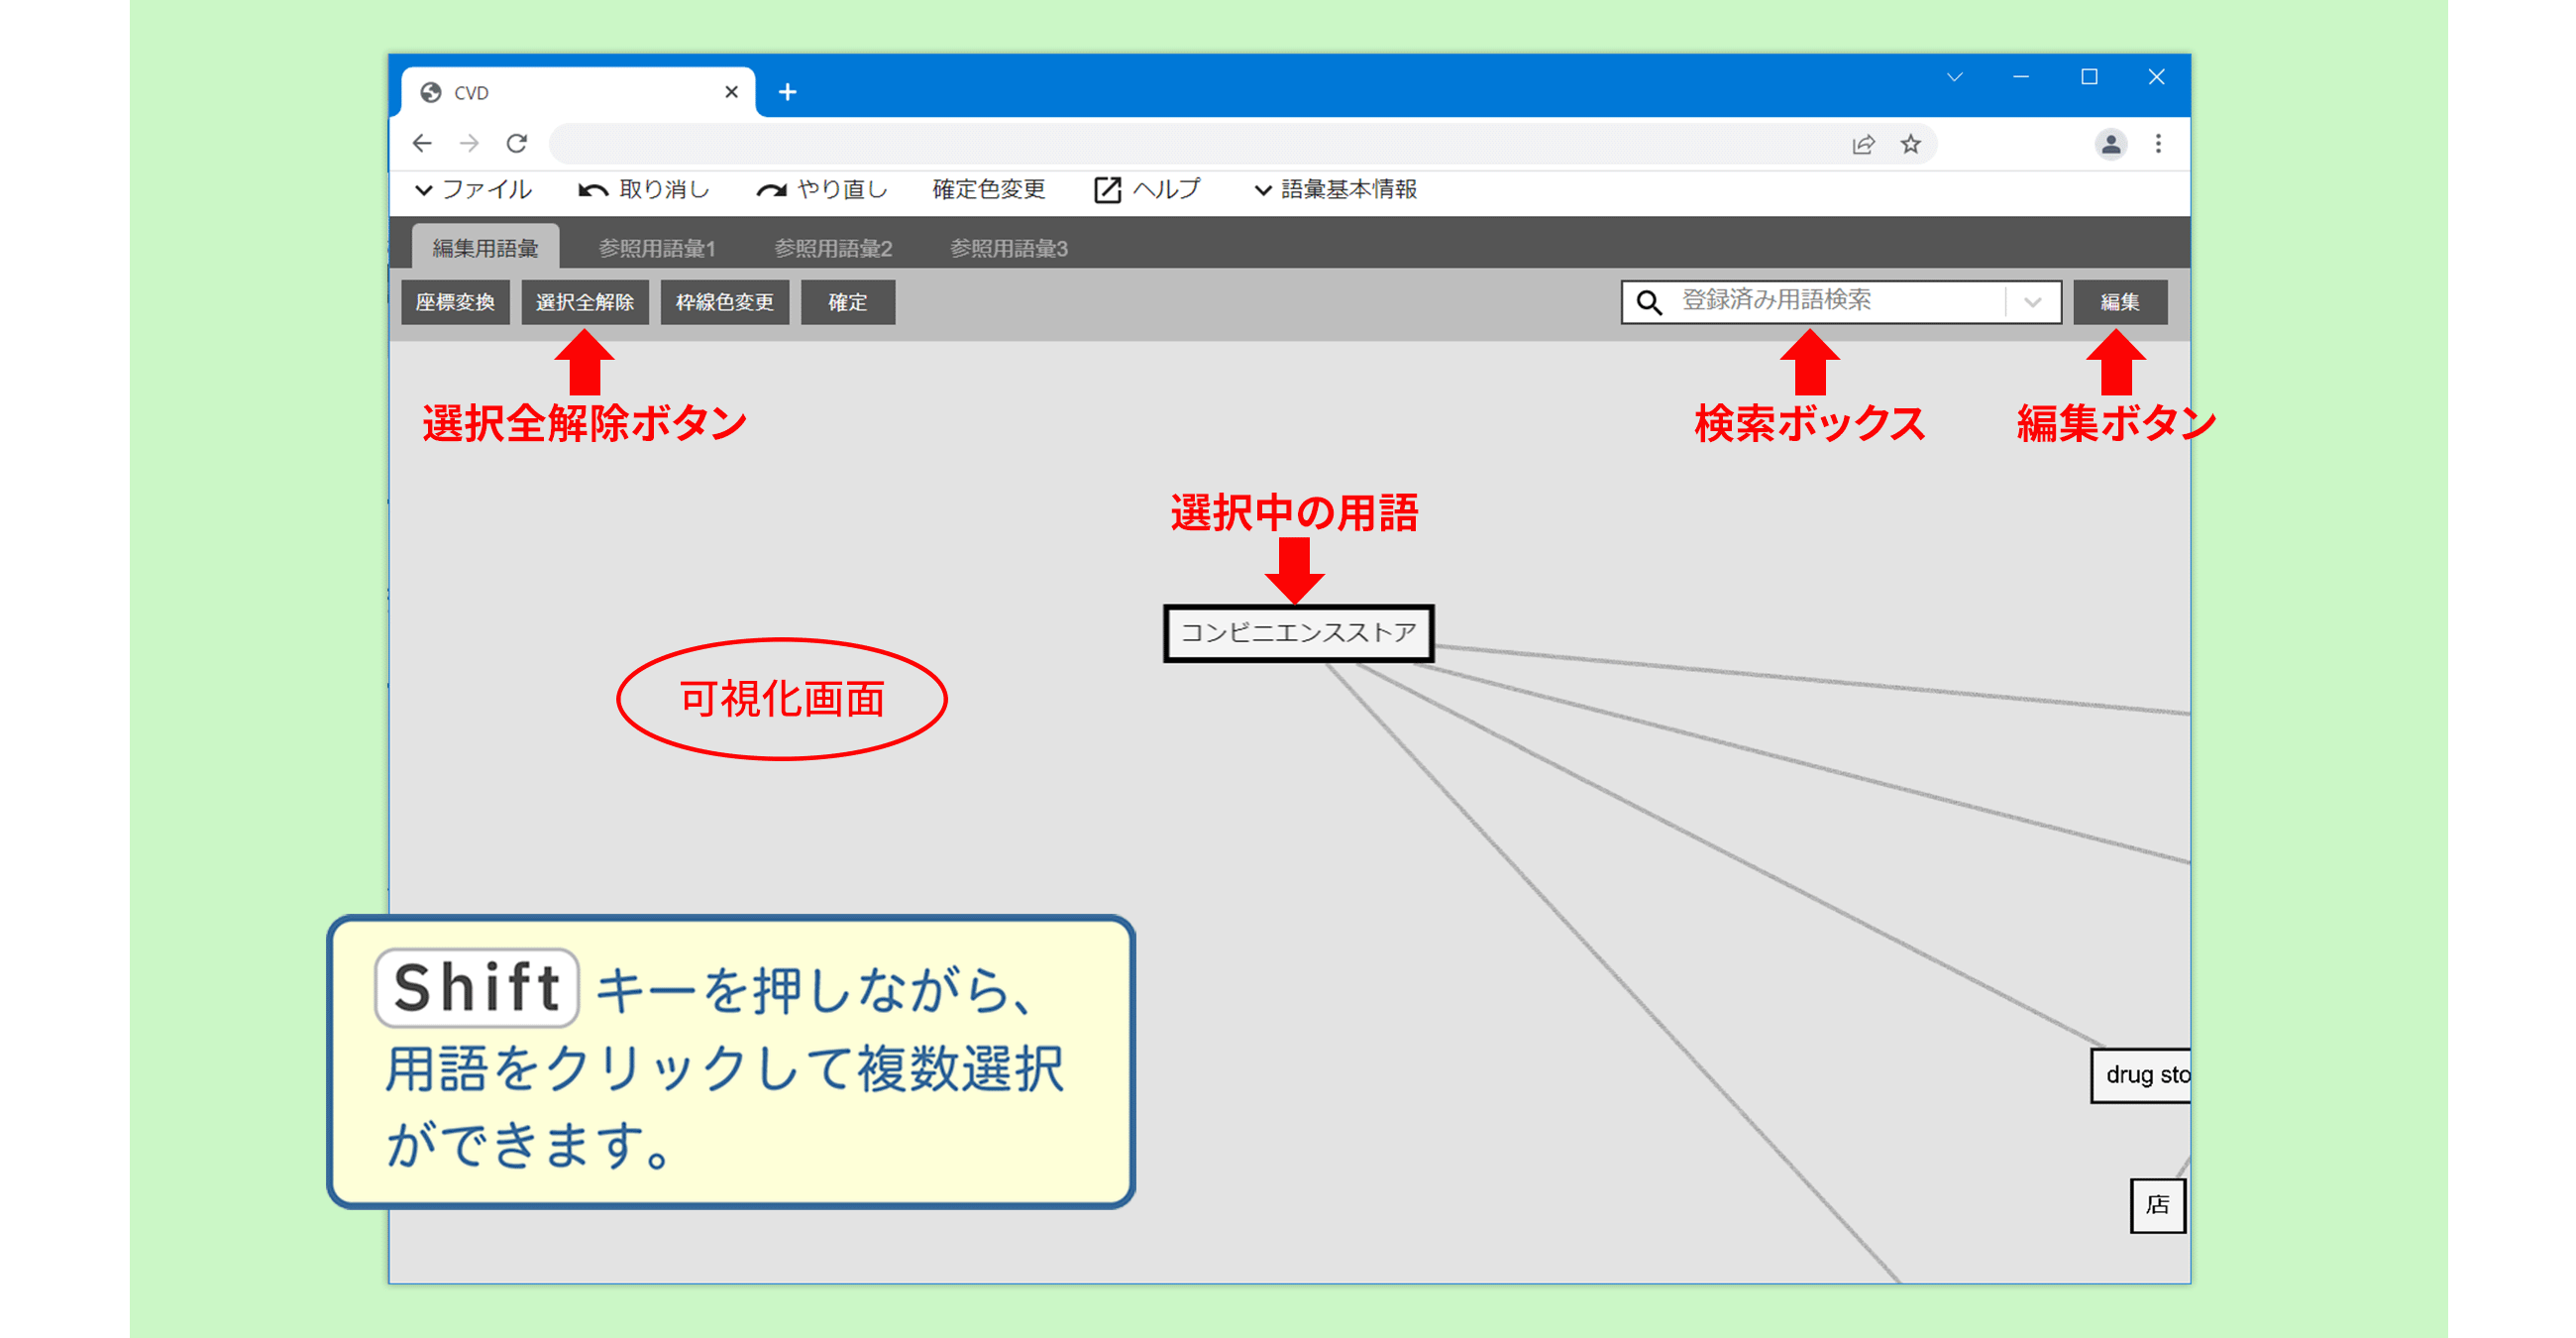 CVD
ファイル 取り消し やり直し 確定色変更 ヘルプ 語彙基本情報
編集用語彙 参照用語彙1 参照用語彙2 参照用語彙3
座標変換 選択全解除 枠線色変更 確定 登録済み用語検索 編集
選択全解除ボタン 検索ボックス 編集ボタン
選択中の用語
コンビニエンスストア
可視化画面
Shift キーを押しながら、
用語をクリックして複数選択
ができます。
drug sto
店